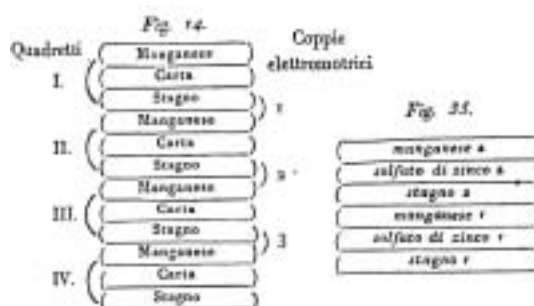 Fig. 14.
Quadretti
Coppie
elettromotrici
Manganese
I.
Carta
Stagno
1
Manganese
II.
Carta
Stagno
2
Manganese
III.
Carta
Stagno
3
Manganese
IV.
Carta
Stagno
Fig. 33.
manganese a
solfato di zinco a
stagno a
manganese r
solfato di zinco r
stagno r